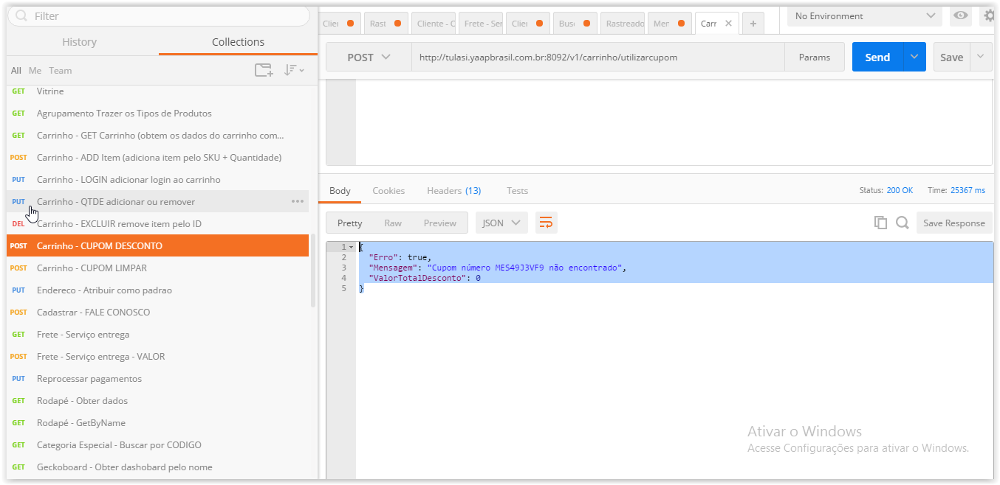 Filter
History
Collections
All Me Team
GET Vitrine
GET Agrupamento Trazer os Tipos de Produtos
GET Carrinho - GET Carrinho (obtem os dados do carrinho com...
POST Carrinho - ADD Item (adiciona item pelo SKU + Quantidade)
PUT Carrinho - LOGIN adicionar login ao carrinho
PUT Carrinho - QTDE adicionar ou remover
DEL Carrinho - EXCLUIR remove item pelo ID
POST Carrinho - CUPOM DESCONTO
POST Carrinho - CUPOM LIMPAR
PUT Endereco - Atribuir como padrao
POST Cadastrar - FALE CONOSCO
GET Frete - Serviço entrega
POST Frete - Serviço entrega - VALOR
PUT Reprocessar pagamentos
GET Rodapé - Obter dados
GET Rodapé - GetByName
GET Categoria Especial - Buscar por CODIGO
GET Geckoboard - Obter dashobard pelo nome
Clier Rast Cliente - C Frete - Ser Clier Bus Rastreado Mer Carr
No Environment
POST http://tulasi.yaapbrasil.com.br:8092/v1/carrinho/utilizarcupom Params Send Save
Body Cookies Headers (13) Tests Status: 200 OK Time: 25367 ms
Pretty Raw Preview JSON Save Response
1 {
2 "Erro": true,
3 "Mensagem": "Cupom número MES49J3VF9 não encontrado",
4 "ValorTotalDesconto": 0
5 }
Ativar o Windows
Acesse Configurações para ativar o Windows.